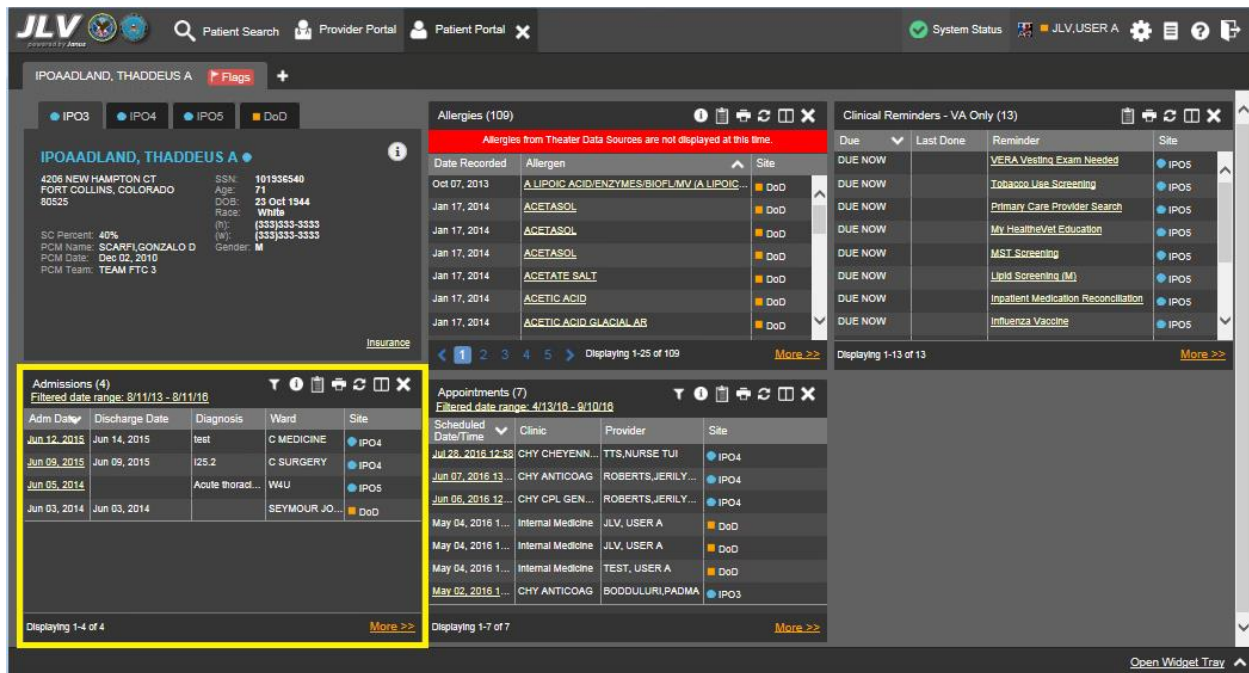 JLV
powered by Janus
Patient Search
Provider Portal
Patient Portal
System Status
JLV,USER A
IPOAADLAND, THADDEUS A
Flags
IPO3 IPO4 IPO5 DoD
IPOAADLAND, THADDEUS A
4206 NEW HAMPTON CT
FORT COLLINS, COLORADO
80525
SSN: 101936540
Age: 71
DOB: 23 Oct 1944
Race: White
(h): (333)333-3333
(w): (333)333-3333
Gender: M
SC Percent: 40%
PCM Name: SCARFI,GONZALO D
PCM Date: Dec 02, 2010
PCM Team: TEAM FTC 3
Insurance
Allergies (109)
Allergies from Theater Data Sources are not displayed at this time.
Date Recorded Allergen Site
Oct 07, 2013 A LIPOIC ACID/ENZYMES/BIOFL/MV (A LIPOIC... DoD
Jan 17, 2014 ACETASOL DoD
Jan 17, 2014 ACETASOL DoD
Jan 17, 2014 ACETASOL DoD
Jan 17, 2014 ACETATE SALT DoD
Jan 17, 2014 ACETIC ACID DoD
Jan 17, 2014 ACETIC ACID GLACIAL AR DoD
1 2 3 4 5 Displaying 1-25 of 109 More >>
Clinical Reminders - VA Only (13)
Due Last Done Reminder Site
DUE NOW VERA Vesting Exam Needed IPO5
DUE NOW Tobacco Use Screening IPO5
DUE NOW Primary Care Provider Search IPO5
DUE NOW My HealtheVet Education IPO5
DUE NOW MST Screening IPO5
DUE NOW Lipid Screening (M) IPO5
DUE NOW Inpatient Medication Reconciliation IPO5
DUE NOW Influenza Vaccine IPO5
Displaying 1-13 of 13 More >>
Admissions (4)
Filtered date range: 8/11/13 - 8/11/16
Adm Date Discharge Date Diagnosis Ward Site
Jun 12, 2015 Jun 14, 2015 test C MEDICINE IPO4
Jun 09, 2015 Jun 09, 2015 I25.2 C SURGERY IPO4
Jun 05, 2014 Acute thoraci... W4U IPO5
Jun 03, 2014 Jun 03, 2014 SEYMOUR JO... DoD
Displaying 1-4 of 4 More >>
Appointments (7)
Filtered date range: 4/13/16 - 9/10/16
Scheduled
Date/Time Clinic Provider Site
Jul 28, 2016 12:58 CHY CHEYENN... TTS,NURSE TUI IPO4
Jun 07, 2016 13... CHY ANTICOAG ROBERTS,JERILY... IPO4
Jun 06, 2016 12... CHY CPL GEN... ROBERTS,JERILY... IPO4
May 04, 2016 1... Internal Medicine JLV, USER A DoD
May 04, 2016 1... Internal Medicine JLV, USER A DoD
May 04, 2016 1... Internal Medicine TEST, USER A DoD
May 02, 2016 1... CHY ANTICOAG BODDULURI,PADMA IPO3
Displaying 1-7 of 7 More >>
Open Widget Tray